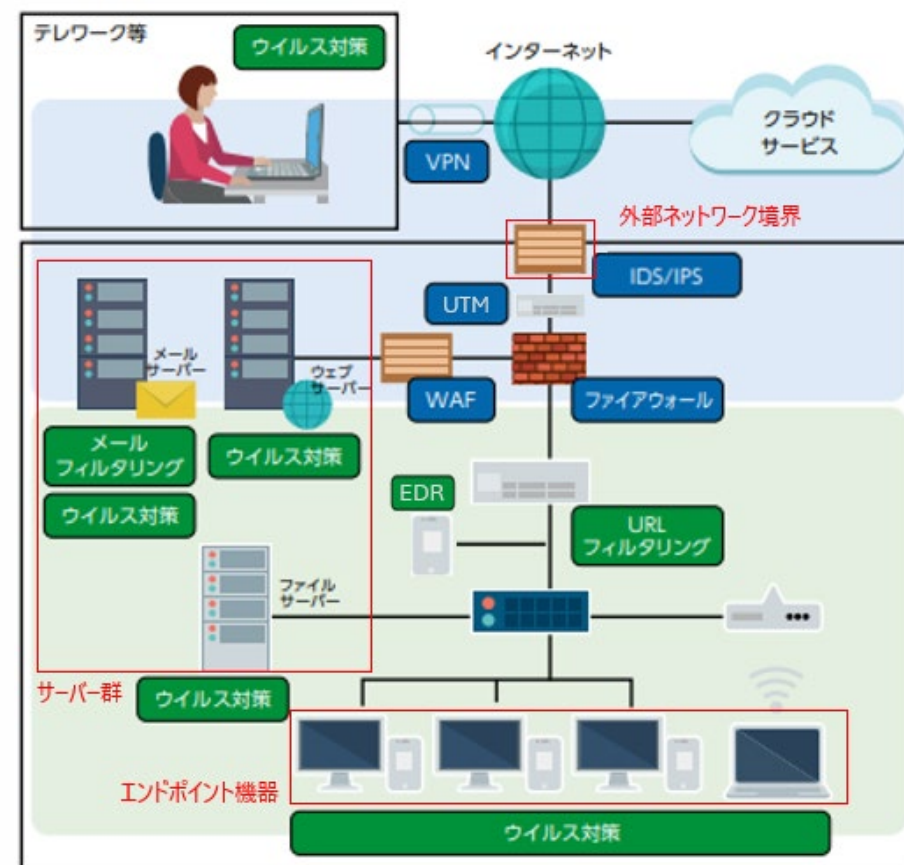 テレワーク等
ウイルス対策
インターネット
クラウド
サービス
VPN
外部ネットワーク境界
IDS/IPS
UTM
メール
サーバー
ウェブ
サーバー
WAF
ファイアウォール
メール
フィルタリング
ウイルス対策
ウイルス対策
EDR
URL
フィルタリング
ファイル
サーバー
サーバー群
ウイルス対策
エンドポイント機器
ウイルス対策